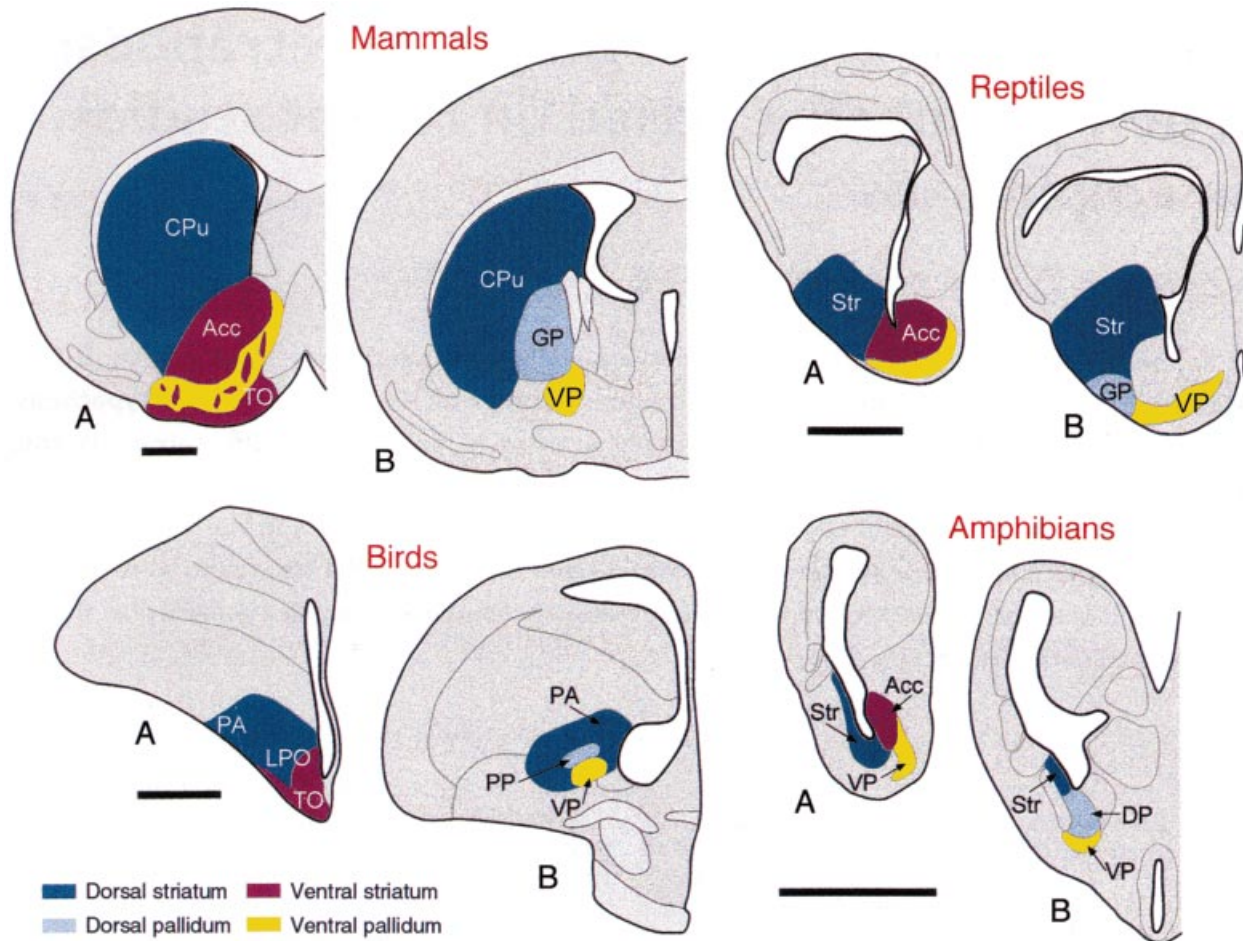 Mammals
CPu
Acc
TO
A
CPu
GP
VP
B
Reptiles
Str
Acc
A
Str
GP
VP
B
Birds
PA
LPO
TO
A
PA
PP
VP
B
Amphibians
Str
Acc
VP
A
Str
DP
VP
B
Dorsal striatum
Ventral striatum
Dorsal pallidum
Ventral pallidum